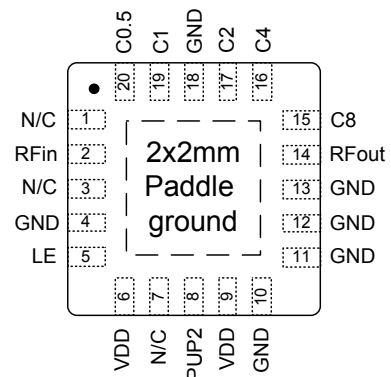 C0.5 C1 GND C2 C4
20 19 18 17 16
N/C 1
RFin 2
N/C 3
GND 4
LE 5
2x2mm
Paddle
ground
15 C8
14 RFout
13 GND
12 GND
11 GND
6 7 8 9 10
VDD N/C PUP2 VDD GND